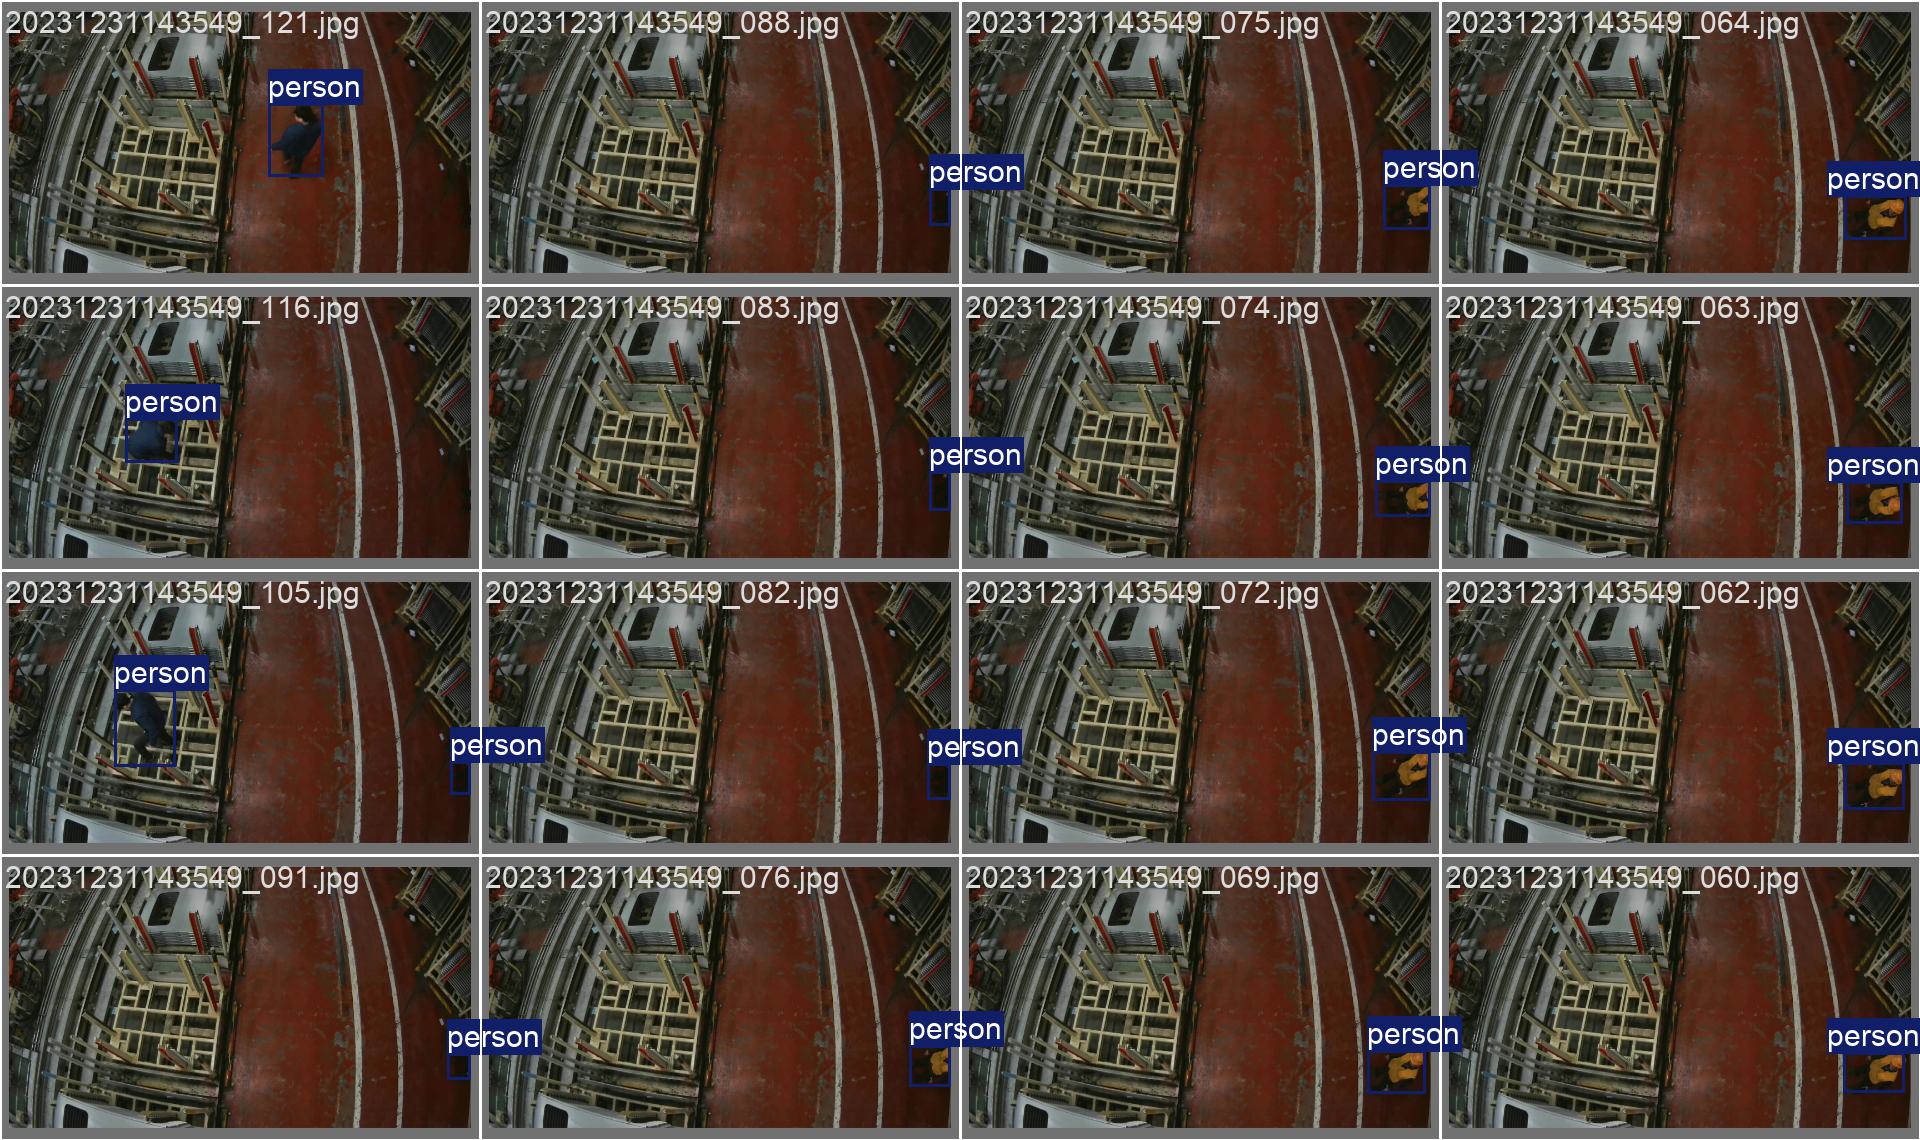 20231231143549_121.jpg
person
20231231143549_088.jpg
person
20231231143549_075.jpg
person
20231231143549_064.jpg
person
20231231143549_116.jpg
person
20231231143549_083.jpg
person
20231231143549_074.jpg
person
20231231143549_063.jpg
person
20231231143549_105.jpg
person
person
20231231143549_082.jpg
person
20231231143549_072.jpg
person
20231231143549_062.jpg
person
20231231143549_091.jpg
person
20231231143549_076.jpg
person
20231231143549_069.jpg
person
20231231143549_060.jpg
person